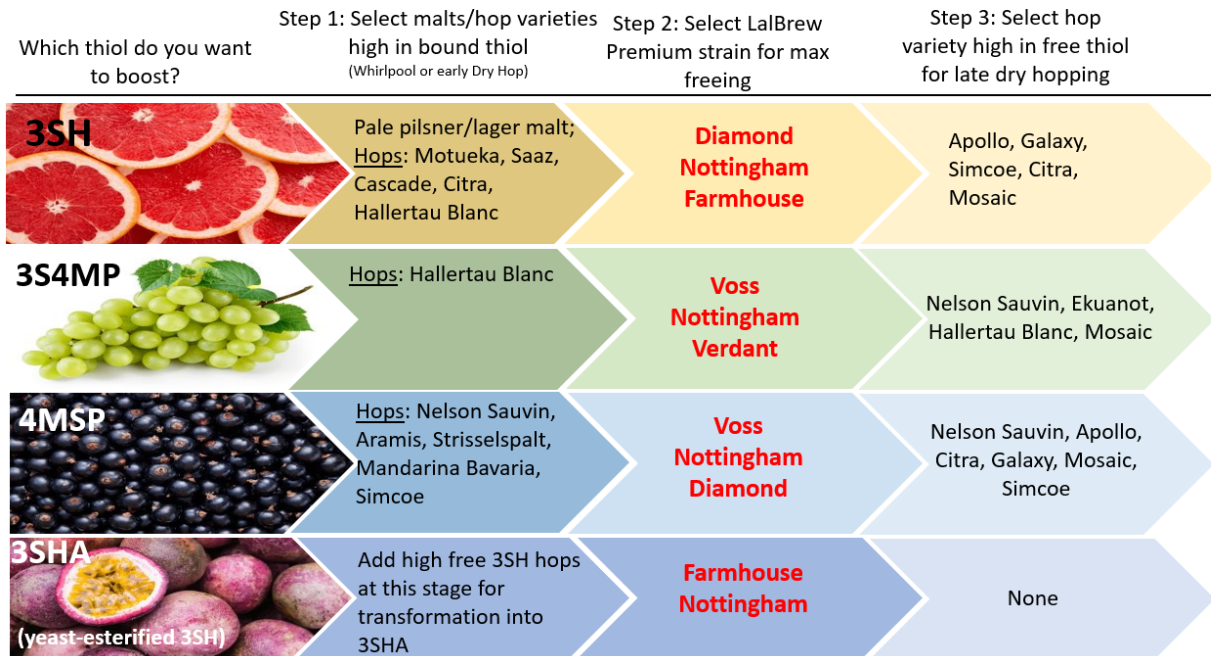 Which thiol do you want
to boost?
Step 1: Select malts/hop varieties
high in bound thiol
(Whirlpool or early Dry Hop)
Step 2: Select LalBrew
Premium strain for max
freeing
Step 3: Select hop
variety high in free thiol
for late dry hopping
3SH
Pale pilsner/lager malt;
Hops: Motueka, Saaz,
Cascade, Citra,
Hallertau Blanc
Diamond
Nottingham
Farmhouse
Apollo, Galaxy,
Simcoe, Citra,
Mosaic
3S4MP
Hops: Hallertau Blanc
Voss
Nottingham
Verdant
Nelson Sauvin, Ekuanot,
Hallertau Blanc, Mosaic
4MSP
Hops: Nelson Sauvin,
Aramis, Strisselspalt,
Mandarina Bavaria,
Simcoe
Voss
Nottingham
Diamond
Nelson Sauvin, Apollo,
Citra, Galaxy, Mosaic,
Simcoe
3SHA
(yeast-esterified 3SH)
Add high free 3SH hops
at this stage for
transformation into
3SHA
Farmhouse
Nottingham
None